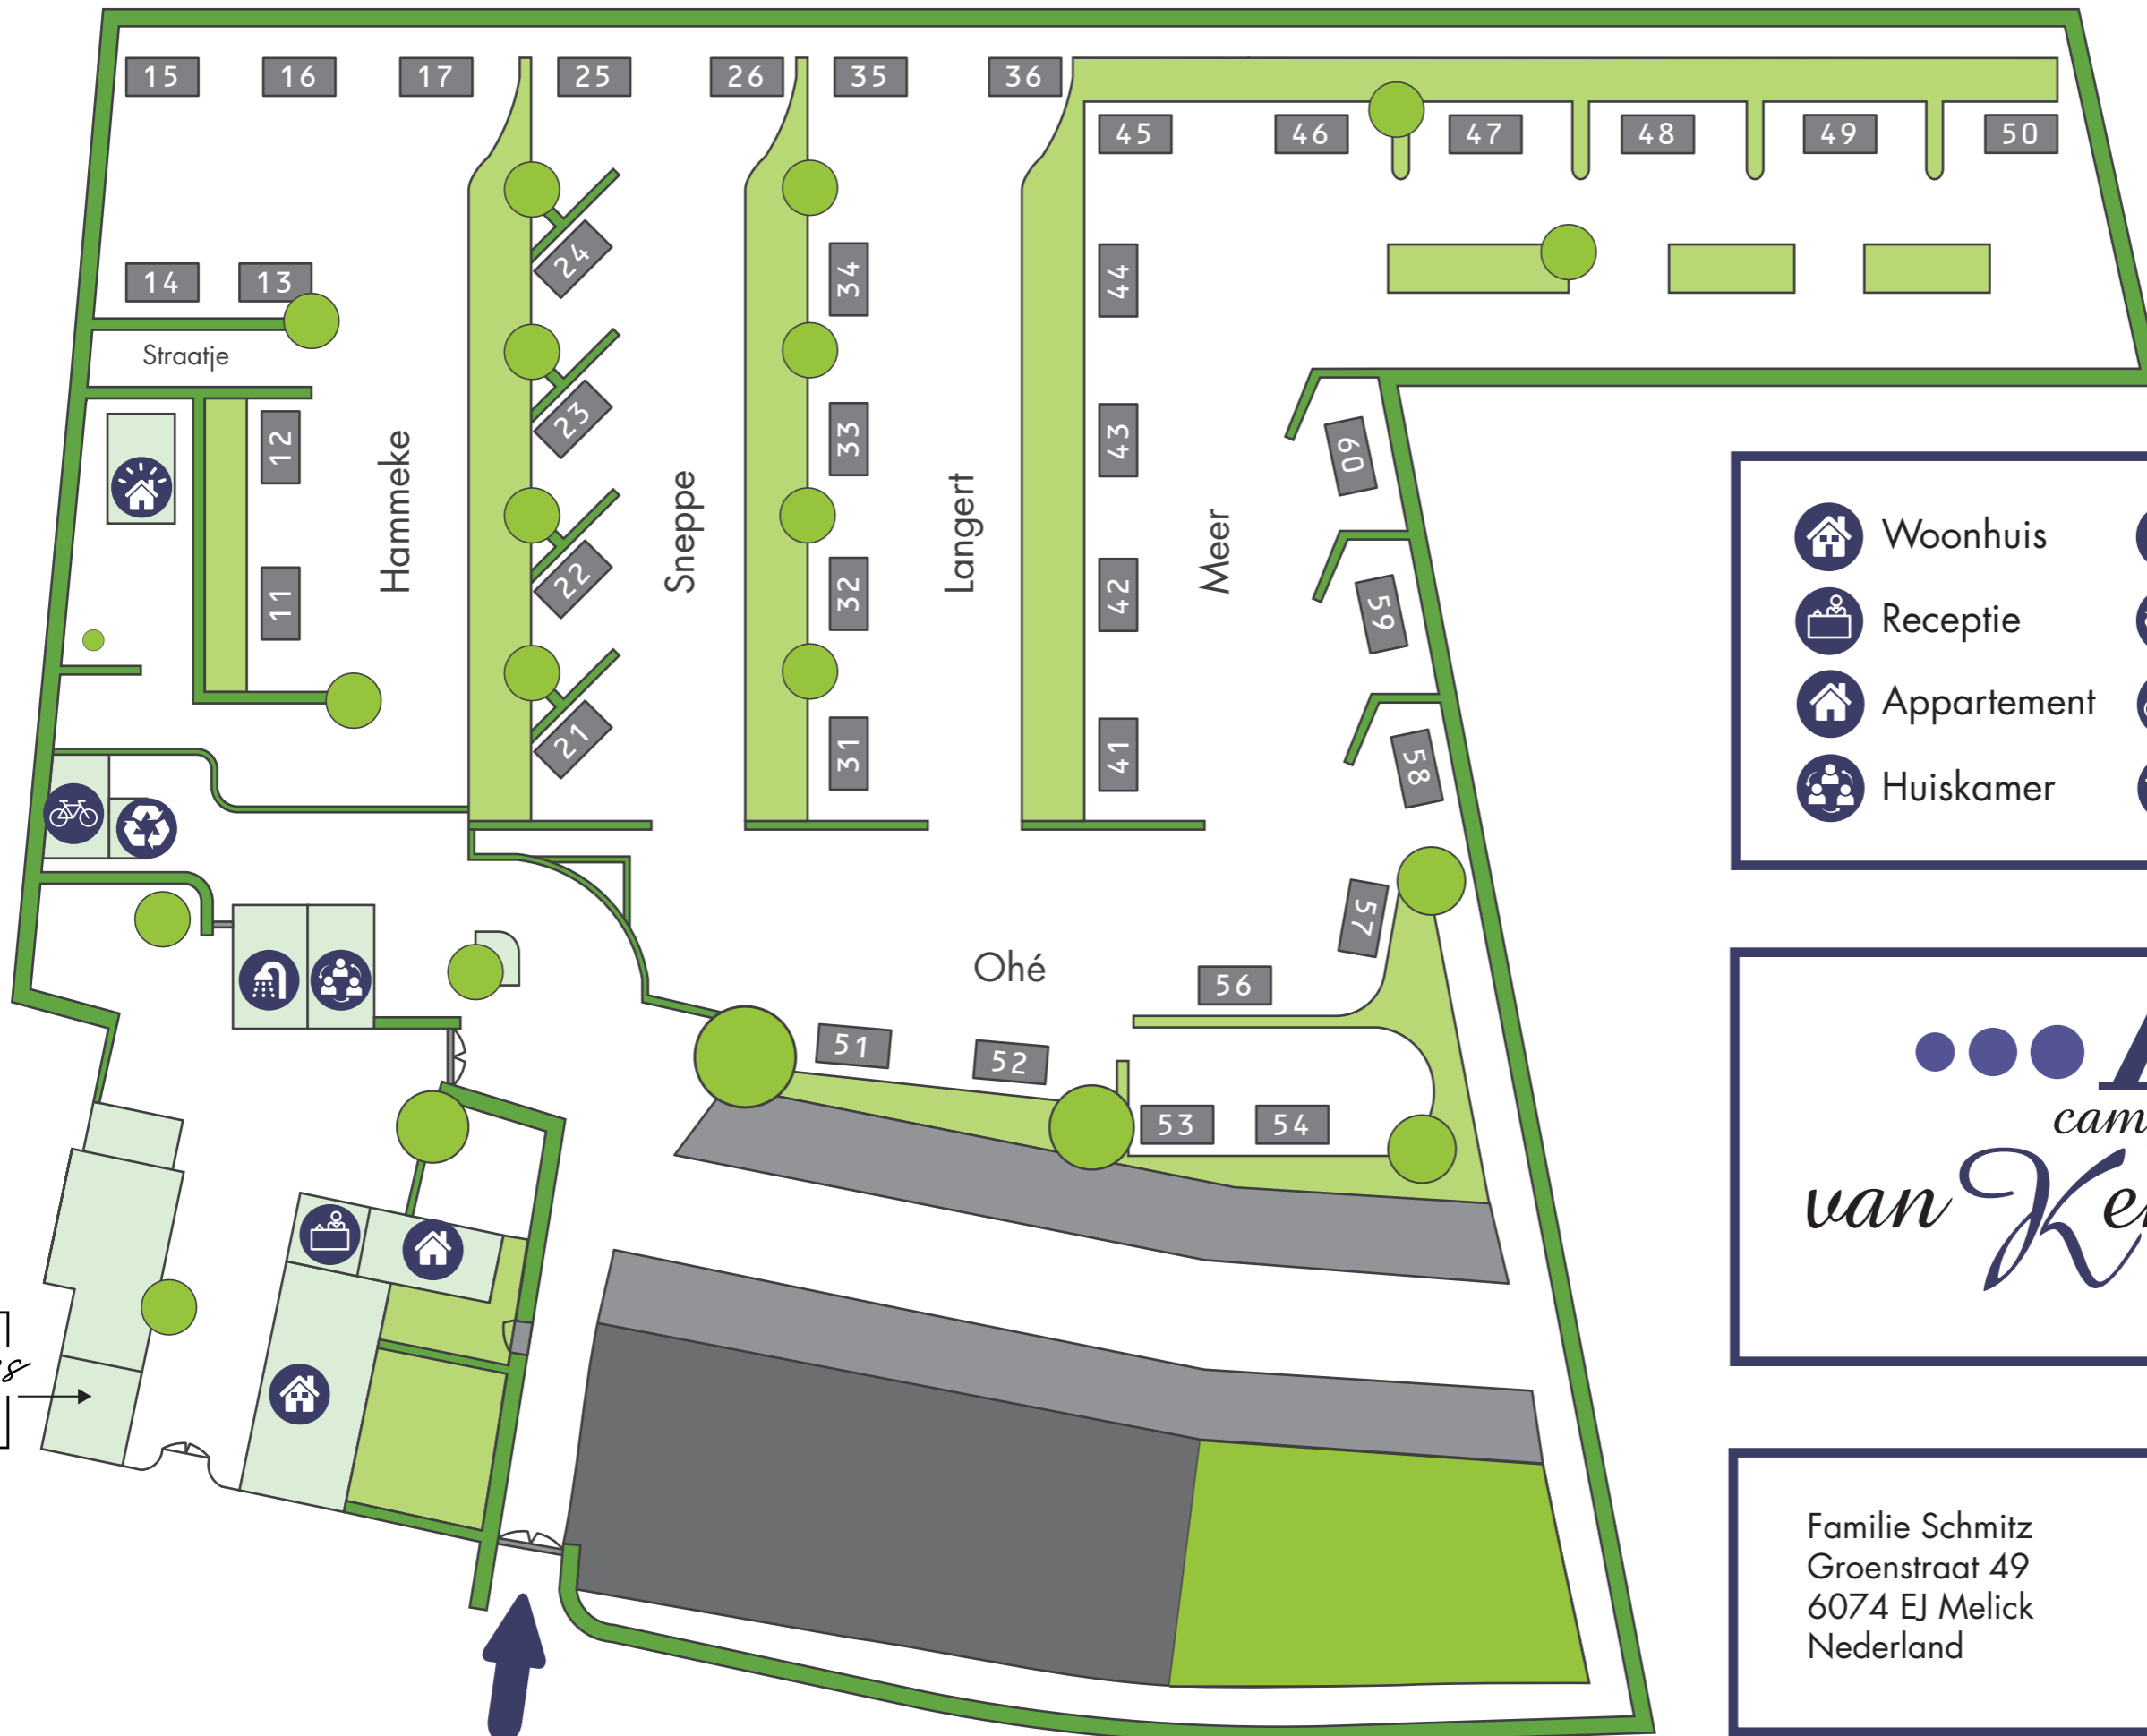 15 16 17 25 26 35 36
45 46 47 48 49 50
24
34 44
14 13
Straatje
23
12 33 43 60
Hammeke
Sneppe
Langert
Meer
22
11 32 42 59
21
31 41 58
57
Ohé
56
51
52
53 54
Woonhuis
Receptie
Appartement
Huiskamer
van
Familie Schmitz
Groenstraat 49
6074 EJ Melick
Nederland